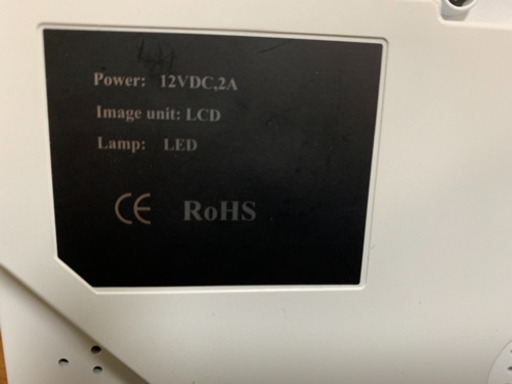 Power: 12VDC,2A
Image unit: LCD
Lamp: LED
CE RoHS